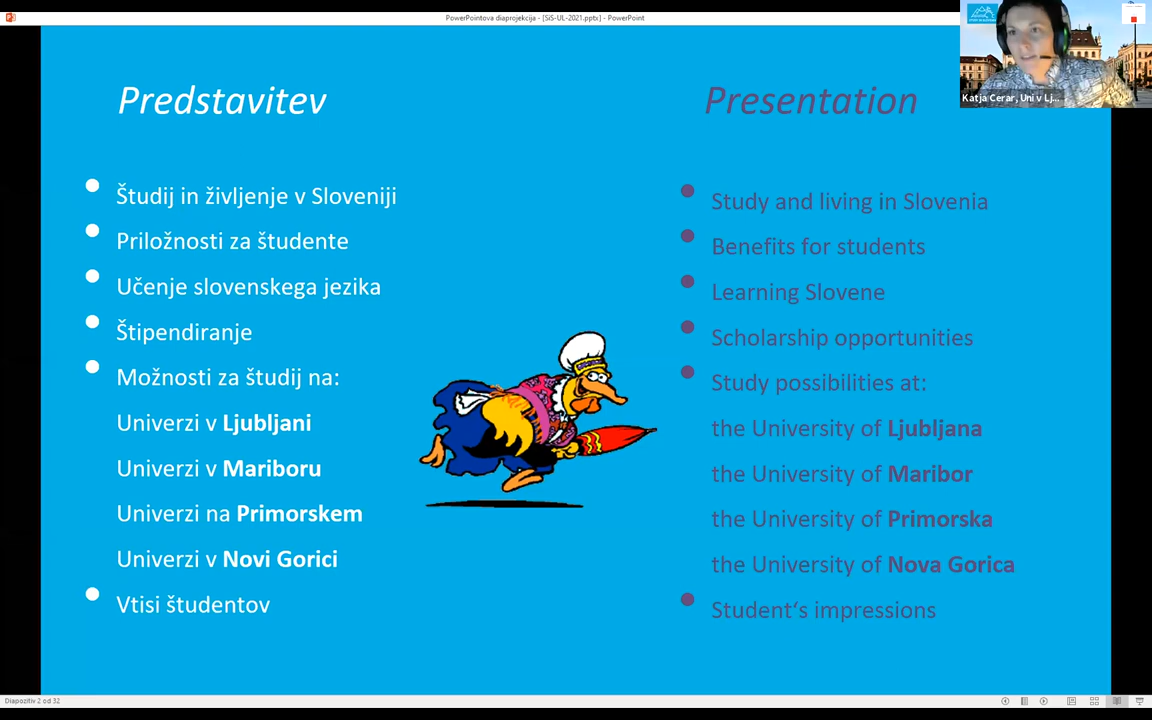 PowerPointova diaprojekcija - [SiS-UL-2021.pptx] - PowerPoint
Katja Cerar, Uni v Lj...
Predstavitev
Študij in življenje v Sloveniji
Priložnosti za študente
Učenje slovenskega jezika
Štipendiranje
Možnosti za študij na:
Univerzi v Ljubljani
Univerzi v Mariboru
Univerzi na Primorskem
Univerzi v Novi Gorici
Vtisi študentov
Presentation
Study and living in Slovenia
Benefits for students
Learning Slovene
Scholarship opportunities
Study possibilities at:
the University of Ljubljana
the University of Maribor
the University of Primorska
the University of Nova Gorica
Student‘s impressions
Diapozitiv 2 od 32